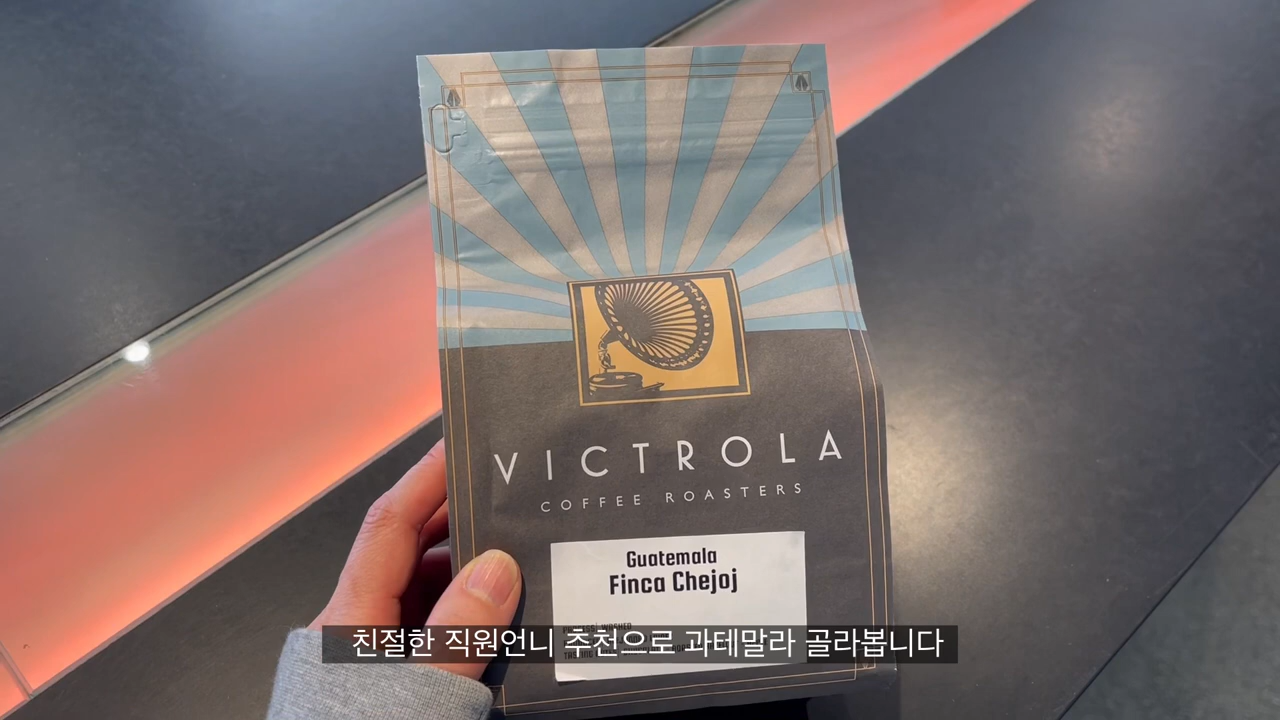 VICTROLA
COFFEE ROASTERS
Guatemala
Finca Chejoj
WASHED
친절한 직원언니 추천으로 과테말라 골라봅니다